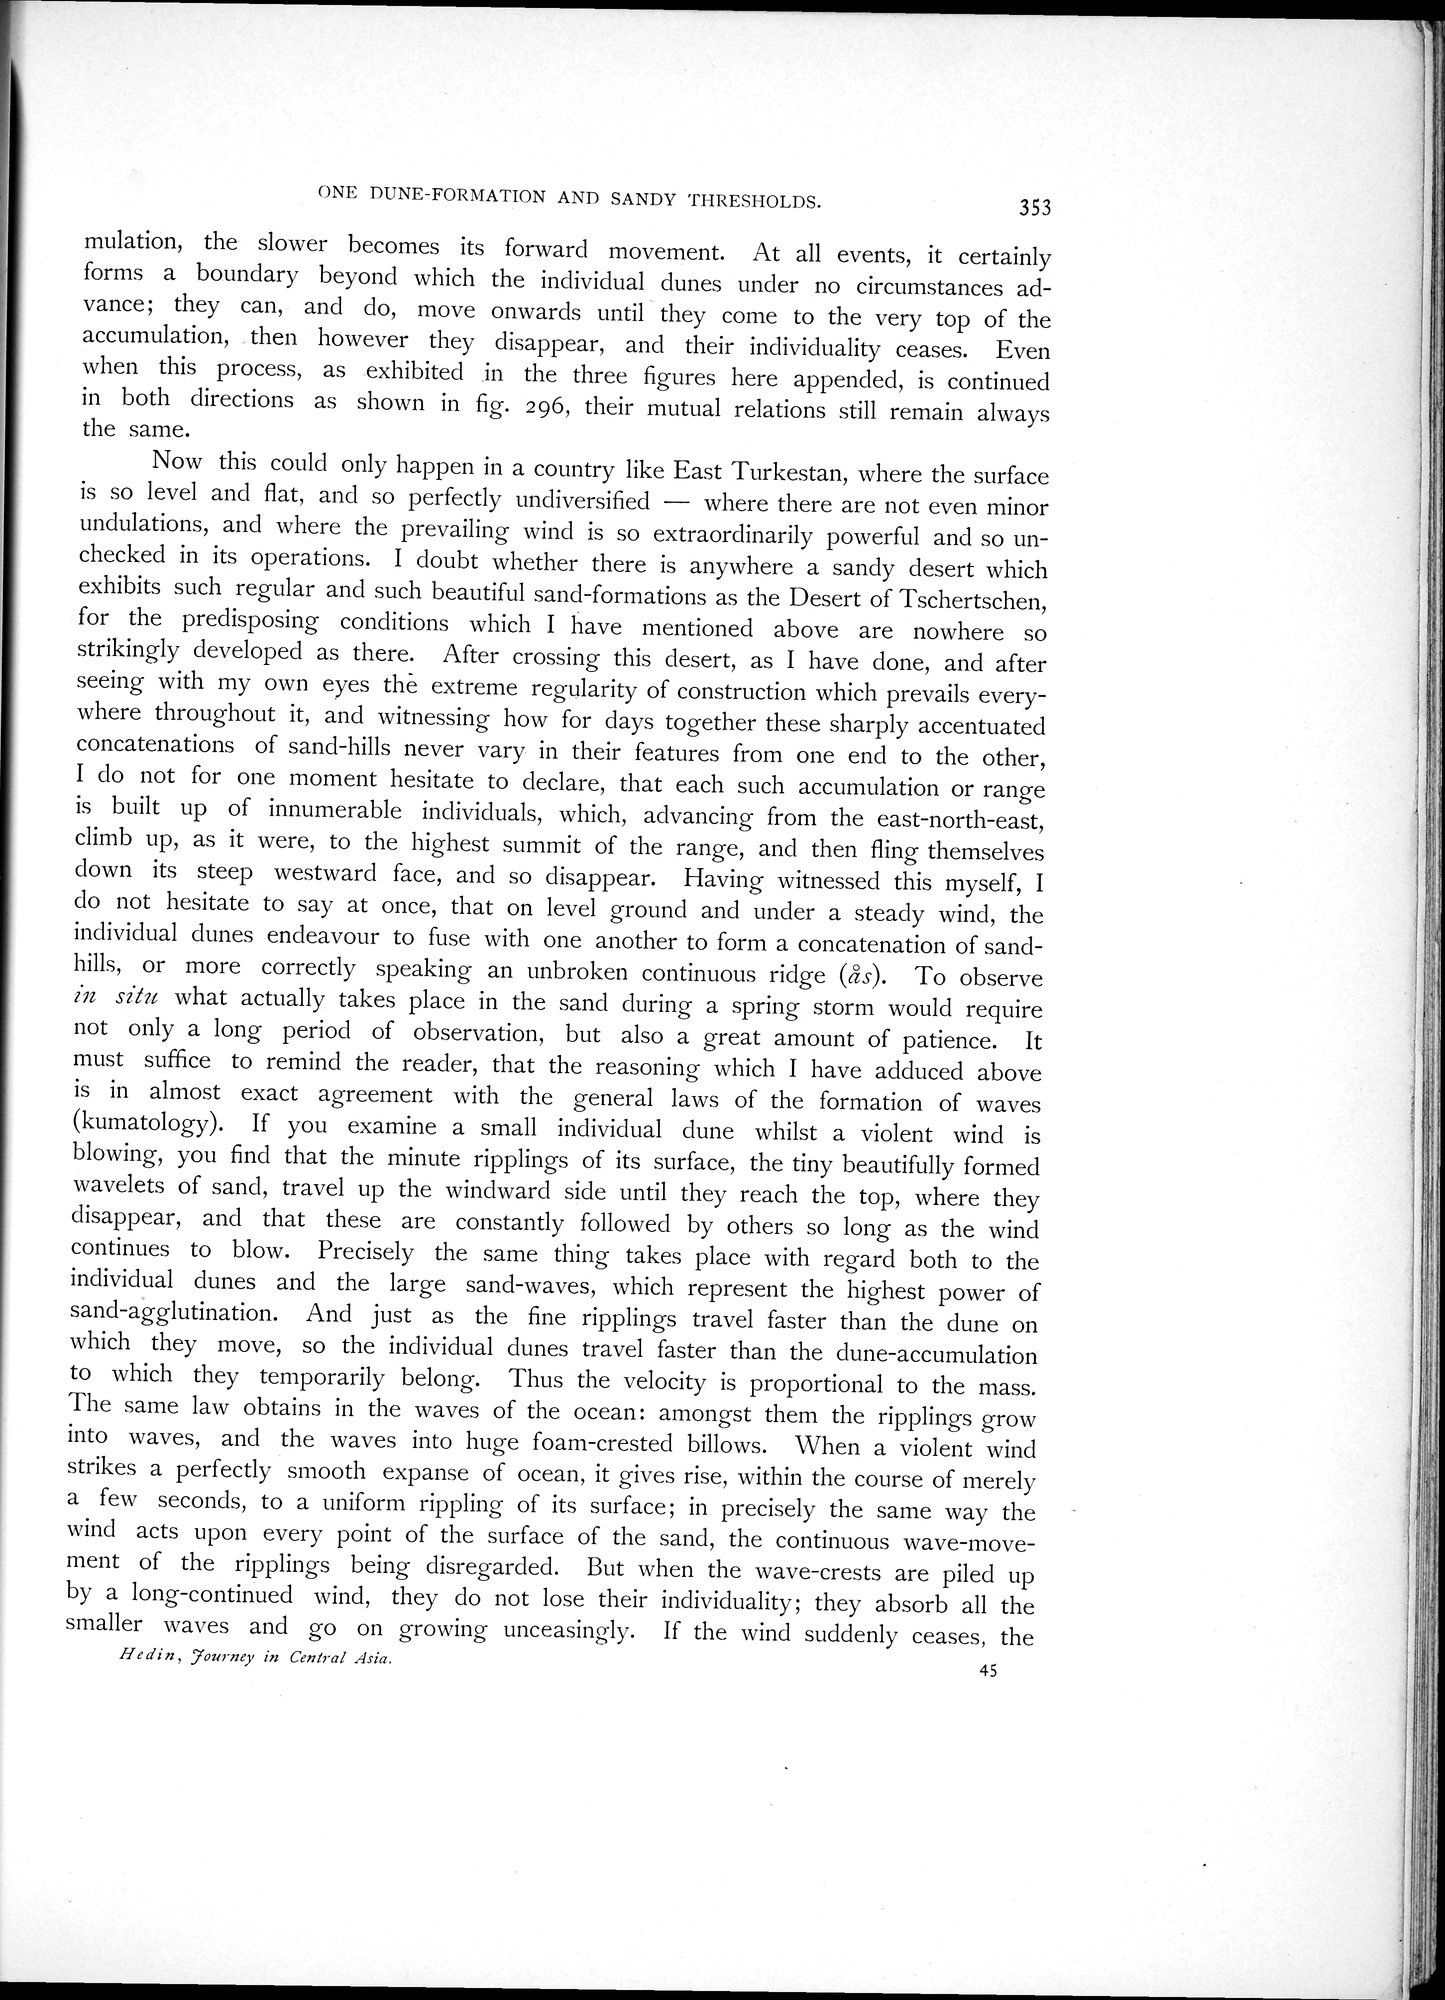 ONE DUNE-FORMATION AND SANDY THRESHOLDS. 353
mulation, the slower becomes its forward movement. At all events, it certainly
forms a boundary beyond which the individual dunes under no circumstances ad-
vance; they can, and do, move onwards until they come to the very top of the
accumulation, then however they disappear, and their individuality ceases. Even
when this process, as exhibited in the three figures here appended, is continued
in both directions as shown in fig. 296, their mutual relations still remain always
the same.
Now this could only happen in a country like East Turkestan, where the surface
is so level and flat, and so perfectly undiversified — where there are not even minor
undulations, and where the prevailing wind is so extraordinarily powerful and so un-
checked in its operations. I doubt whether there is anywhere a sandy desert which
exhibits such regular and such beautiful sand-formations as the Desert of Tschertschen,
for the predisposing conditions which I have mentioned above are nowhere so
strikingly developed as there. After crossing this desert, as I have done, and after
seeing with my own eyes the extreme regularity of construction which prevails every-
where throughout it, and witnessing how for days together these sharply accentuated
concatenations of sand-hills never vary in their features from one end to the other,
I do not for one moment hesitate to declare, that each such accumulation or range
is built up of innumerable individuals, which, advancing from the east-north-east,
climb up, as it were, to the highest summit of the range, and then fling themselves
down its steep westward face, and so disappear. Having witnessed this myself, I
do not hesitate to say at once, that on level ground and under a steady wind, the
individual dunes endeavour to fuse with one another to form a concatenation of sand-
hills, or more correctly speaking an unbroken continuous ridge (ås). To observe
in situ what actually takes place in the sand during a spring storm would require
not only a long period of observation, but also a great amount of patience. It
must suffice to remind the reader, that the reasoning which I have adduced above
is in almost exact agreement with the general laws of the formation of waves
(kumatology). If you examine a small individual dune whilst a violent wind is
blowing, you find that the minute ripplings of its surface, the tiny beautifully formed
wavelets of sand, travel up the windward side until they reach the top, where they
disappear, and that these are constantly followed by others so long as the wind
continues to blow. Precisely the same thing takes place with regard both to the
individual dunes and the large sand-waves, which represent the highest power of
sand-agglutination. And just as the fine ripplings travel faster than the dune on
which they move, so the individual dunes travel faster than the dune-accumulation
to which they temporarily belong. Thus the velocity is proportional to the mass.
The same law obtains in the waves of the ocean: amongst them the ripplings grow
into waves, and the waves into huge foam-crested billows. When a violent wind
strikes a perfectly smooth expanse of ocean, it gives rise, within the course of merely
a few seconds, to a uniform rippling of its surface; in precisely the same way the
wind acts upon every point of the surface of the sand, the continuous wave-move-
ment of the ripplings being disregarded. But when the wave-crests are piled up
by a long-continued wind, they do not lose their individuality; they absorb all the
smaller waves and go on growing unceasingly. If the wind suddenly ceases, the
Hedin, Journey in Central Asia. 45